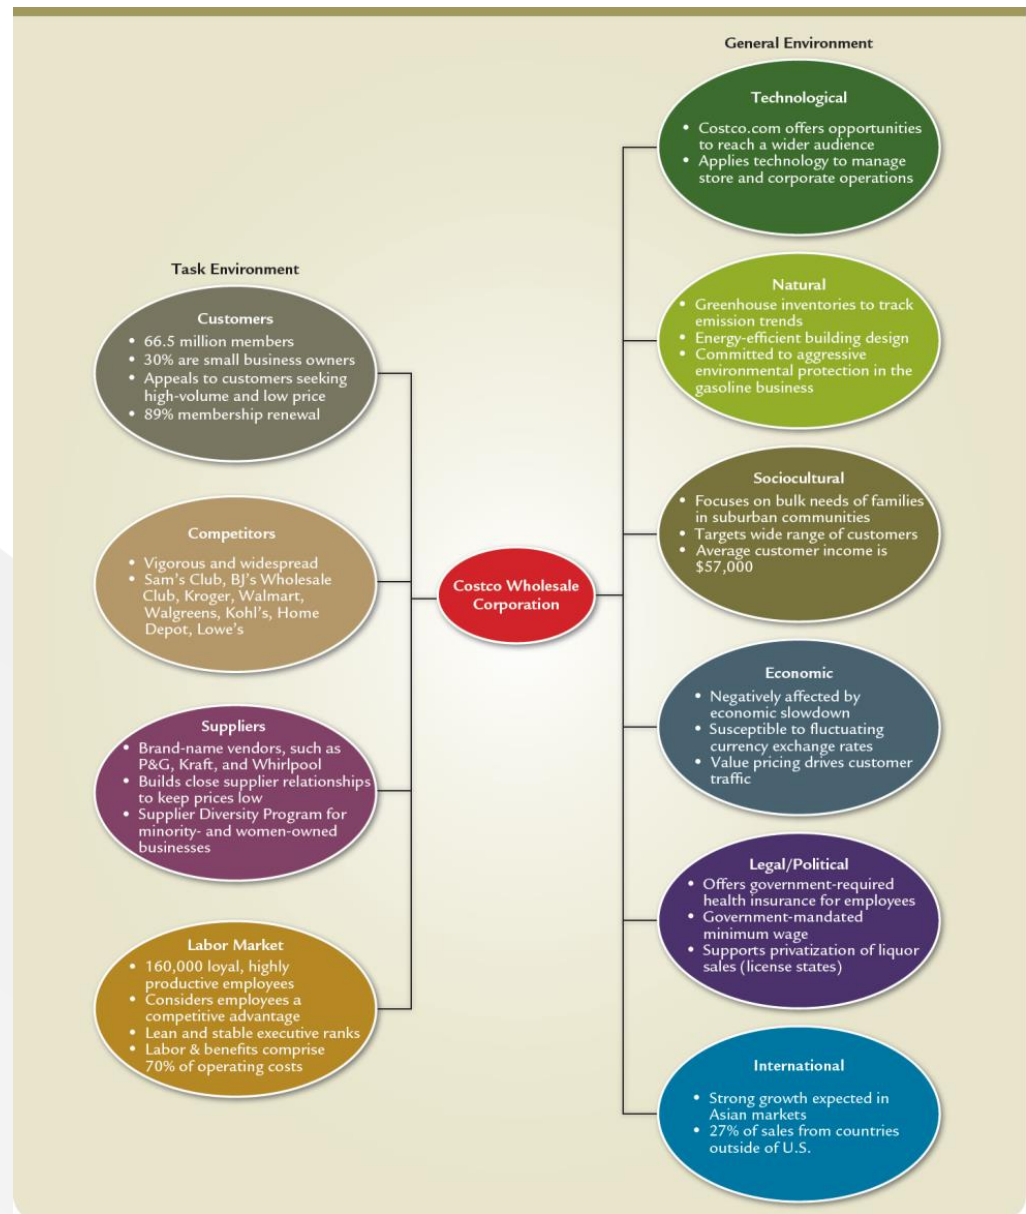 General Environment
Technological
• Costco.com offers opportunities
to reach a wider audience
• Applies technology to manage
store and corporate operations
Natural
• Greenhouse inventories to track
emission trends
• Energy-efficient building design
• Committed to aggressive
environmental protection in the
gasoline business
Sociocultural
• Focuses on bulk needs of families
in suburban communities
• Targets wide range of customers
• Average customer income is
$57,000
Economic
• Negatively affected by
economic slowdown
• Susceptible to fluctuating
currency exchange rates
• Value pricing drives customer
traffic
Legal/Political
• Offers government-required
health insurance for employees
• Government-mandated
minimum wage
• Supports privatization of liquor
sales (license states)
International
• Strong growth expected in
Asian markets
• 27% of sales from countries
outside of U.S.
Task Environment
Customers
• 66.5 million members
• 30% are small business owners
• Appeals to customers seeking
high-volume and low price
• 89% membership renewal
Competitors
• Vigorous and widespread
• Sam's Club, BJ's Wholesale
Club, Kroger, Walmart,
Walgreens, Kohl's, Home
Depot, Lowe's
Suppliers
• Brand-name vendors, such as
P&G, Kraft, and Whirlpool
• Builds close supplier relationships
to keep prices low
• Supplier Diversity Program for
minority- and women-owned
businesses
Labor Market
• 160,000 loyal, highly
productive employees
• Considers employees a
competitive advantage
• Lean and stable executive ranks
• Labor & benefits comprise
70% of operating costs
Costco Wholesale
Corporation